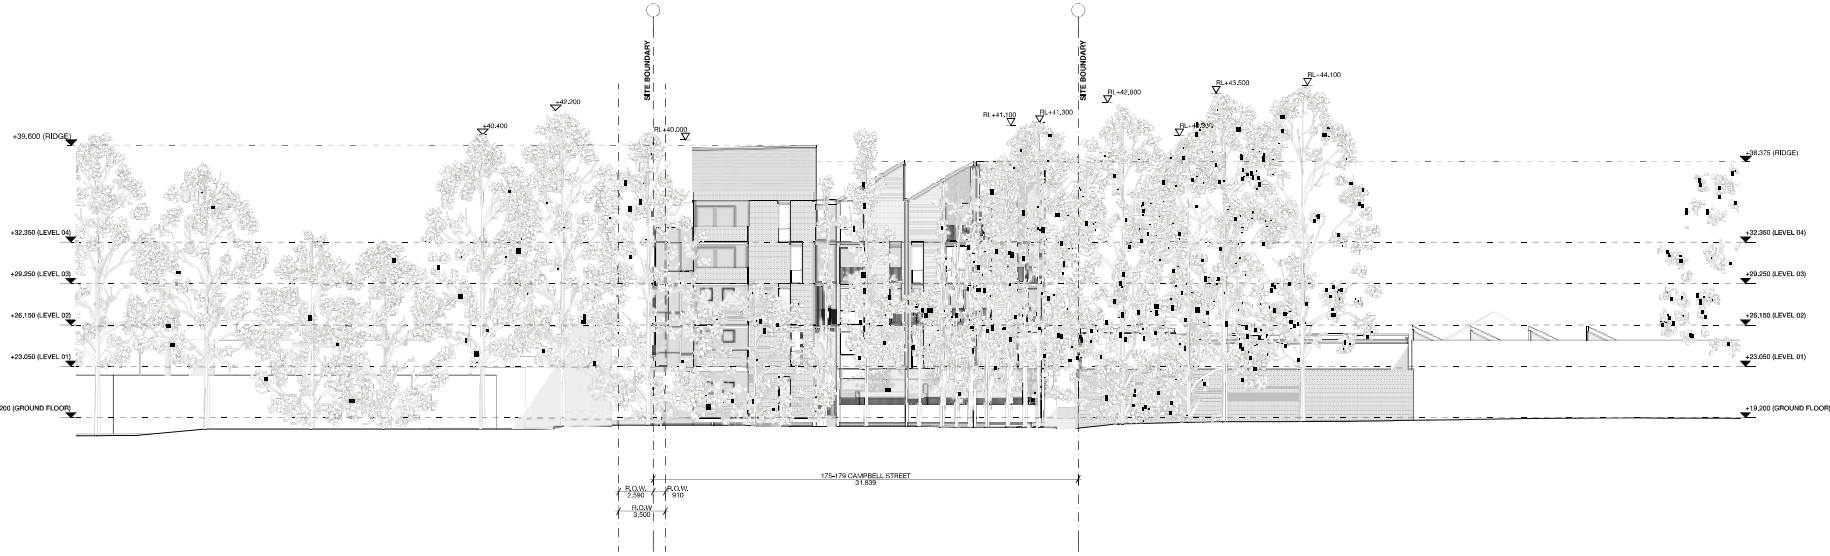 SITE BOUNDARY
SITE BOUNDARY
RL+44.100
RL+43.500
RL+42.800
+42.200
RL+41.300
RL+41.100
+40.400
RL+40.000
+39.600 (RIDGE)
+38.375 (RIDGE)
+32.350 (LEVEL 04)
+32.350 (LEVEL 04)
+29.250 (LEVEL 03)
+29.250 (LEVEL 03)
+26.150 (LEVEL 02)
+26.150 (LEVEL 02)
+23.050 (LEVEL 01)
+23.050 (LEVEL 01)
200 (GROUND FLOOR)
+19.200 (GROUND FLOOR)
175-179 CAMPBELL STREET
31,839
R.O.W.
2,590
R.O.W.
910
R.O.W
3,500